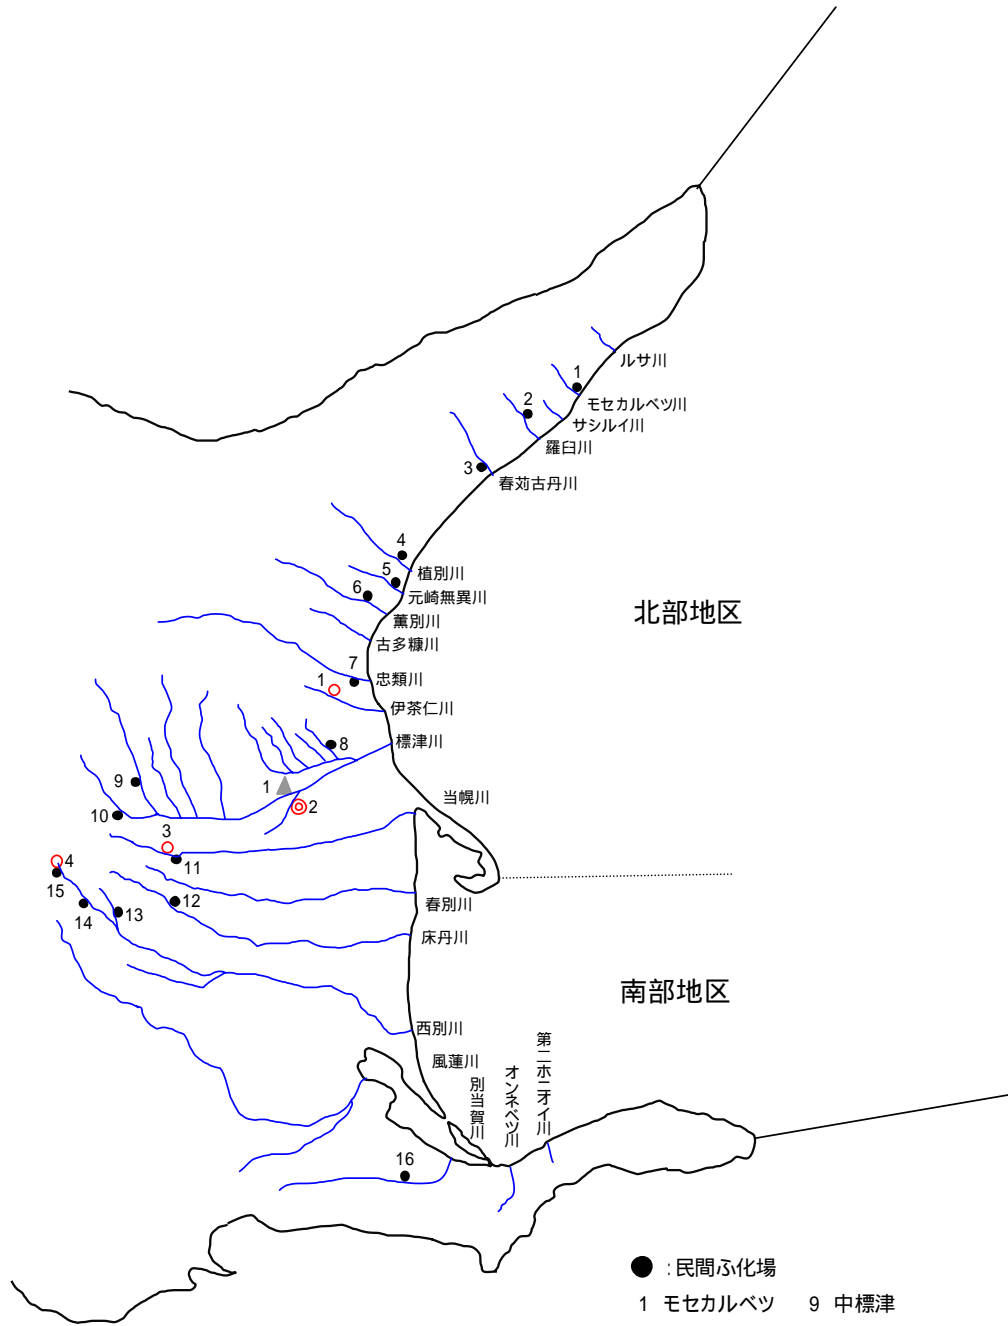 ルサ川
1
モセカルベツ川
2
サシルイ川
羅臼川
3
春苅古丹川
4
植別川
5
元崎無異川
6
薫別川
北部地区
古多糠川
7
忠類川
1
伊茶仁川
標津川
8
9
1
当幌川
2
10
3
11
4
15
12
春別川
14
13
床丹川
南部地区
西別川
風蓮川
別当賀川
オンネベツ川
第二ホニオイ川
16
● : 民間ふ化場
1 モセカルベツ 9 中標津